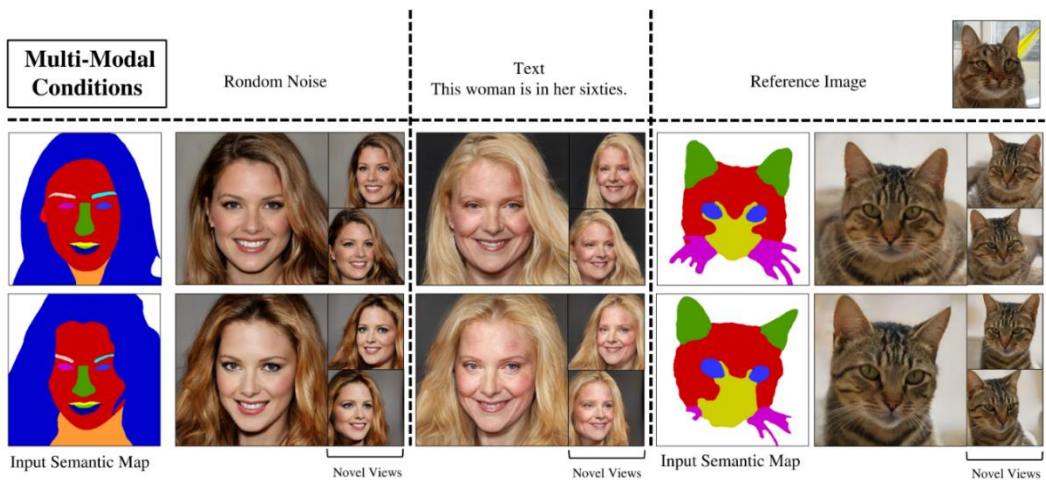 Multi-Modal
Conditions
Rondom Noise
Text
This woman is in her sixties.
Reference Image
Input Semantic Map
Novel Views
Novel Views
Input Semantic Map
Novel Views